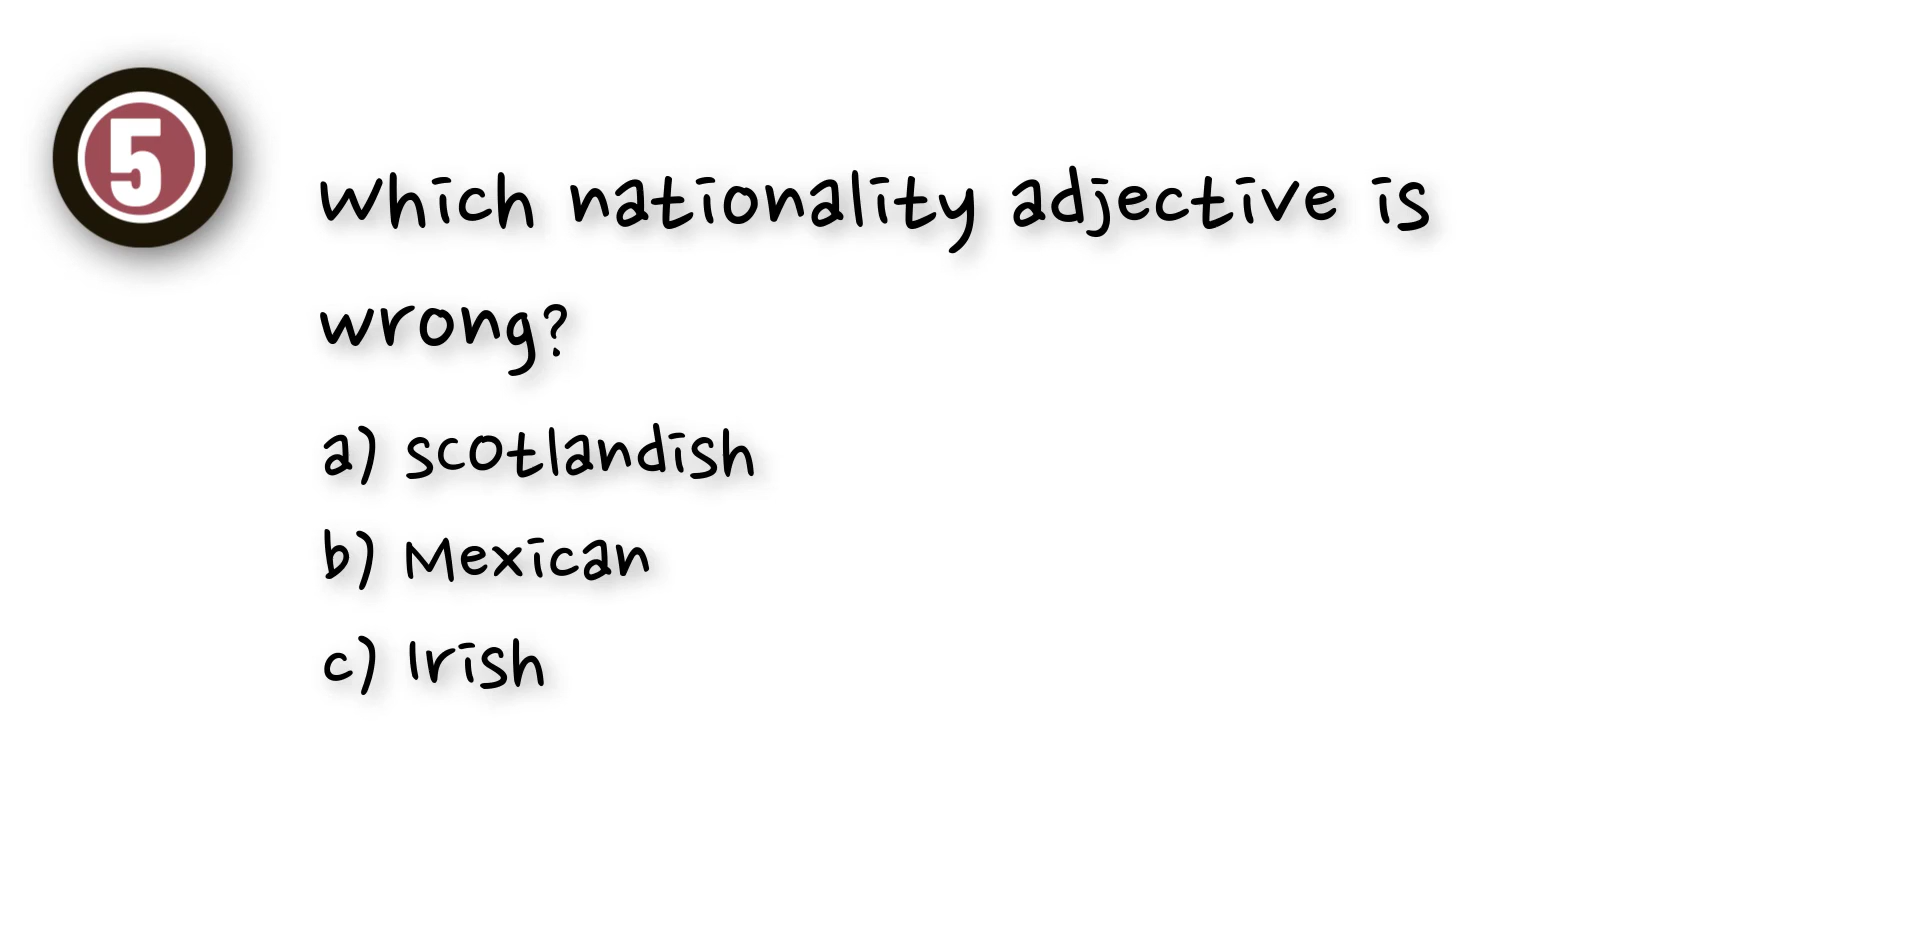 5
Which nationality adjective is
wrong?
a) scotlandish
b) Mexican
c) Irish